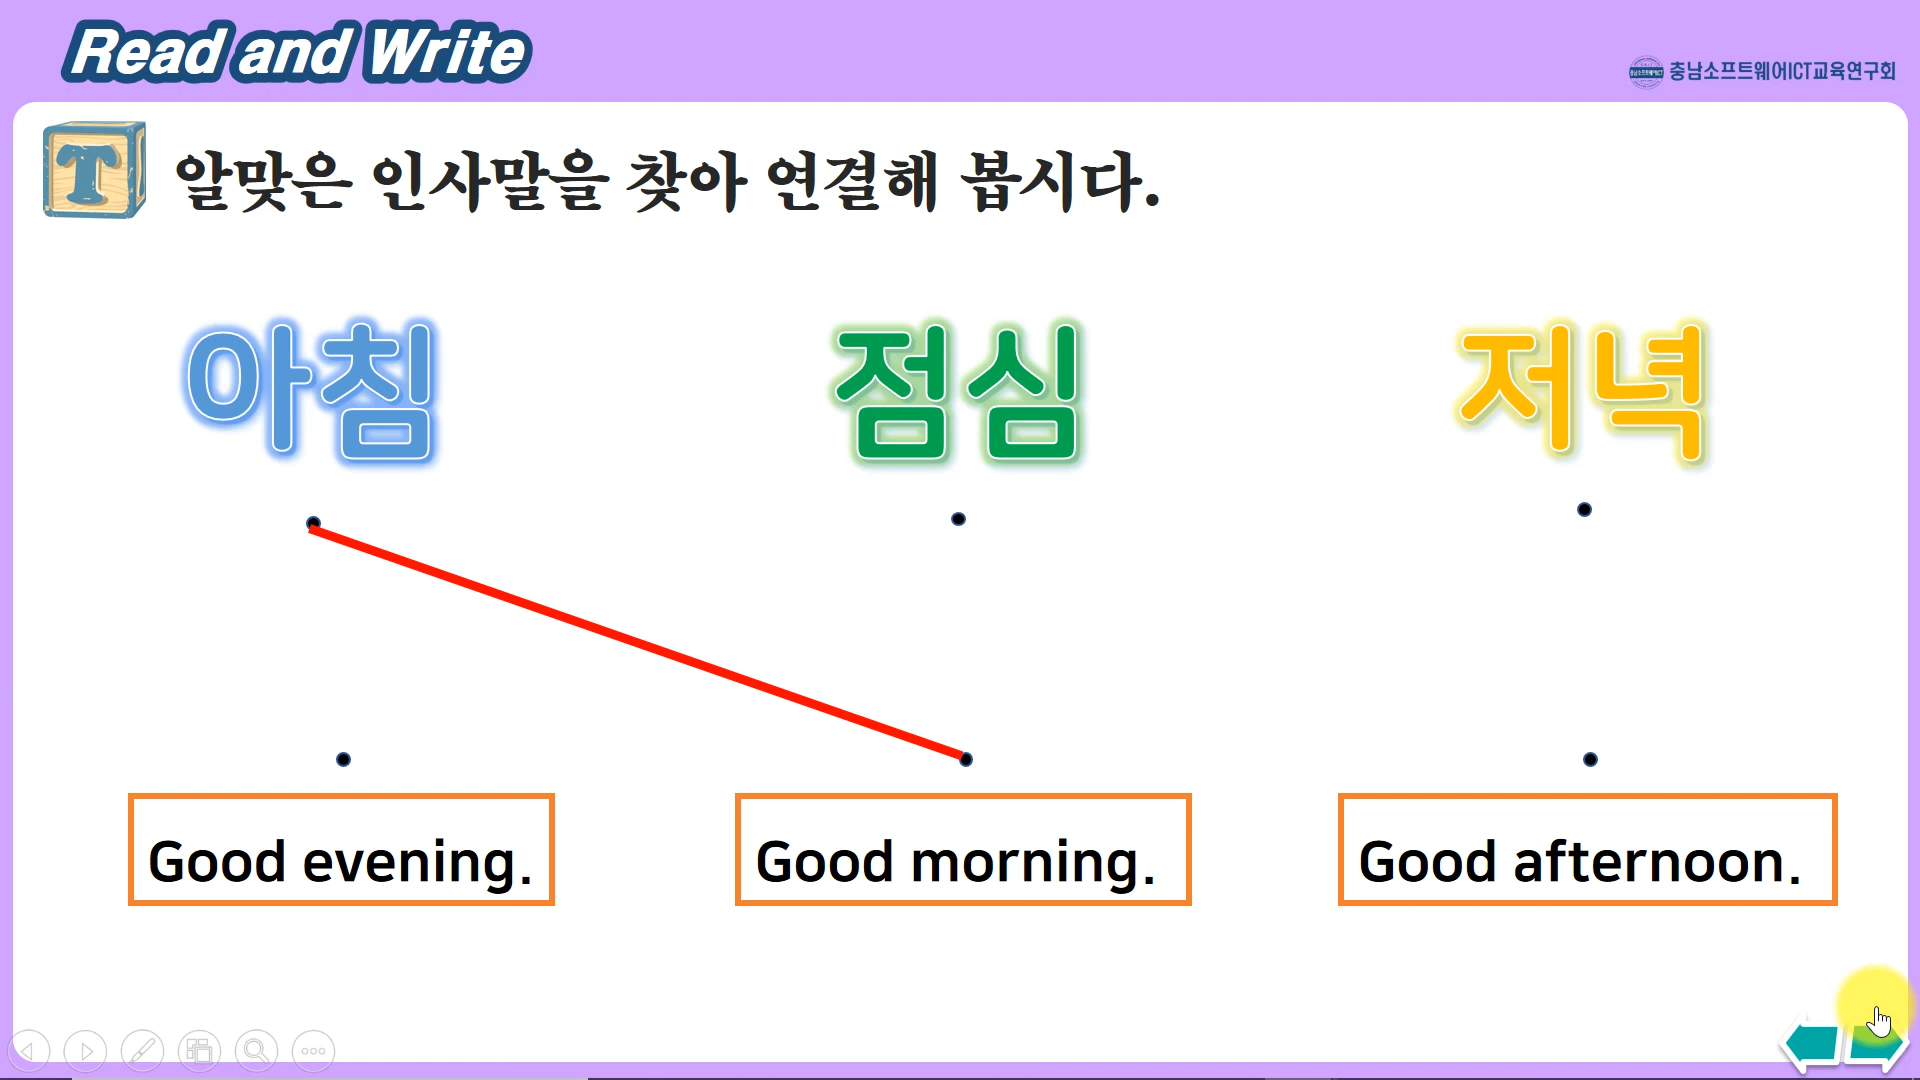 Read and Write
충남소프트웨어ICT교육연구회
T 알맞은 인사말을 찾아 연결해 봅시다.
아침 점심 저녁
Good evening. Good morning. Good afternoon.